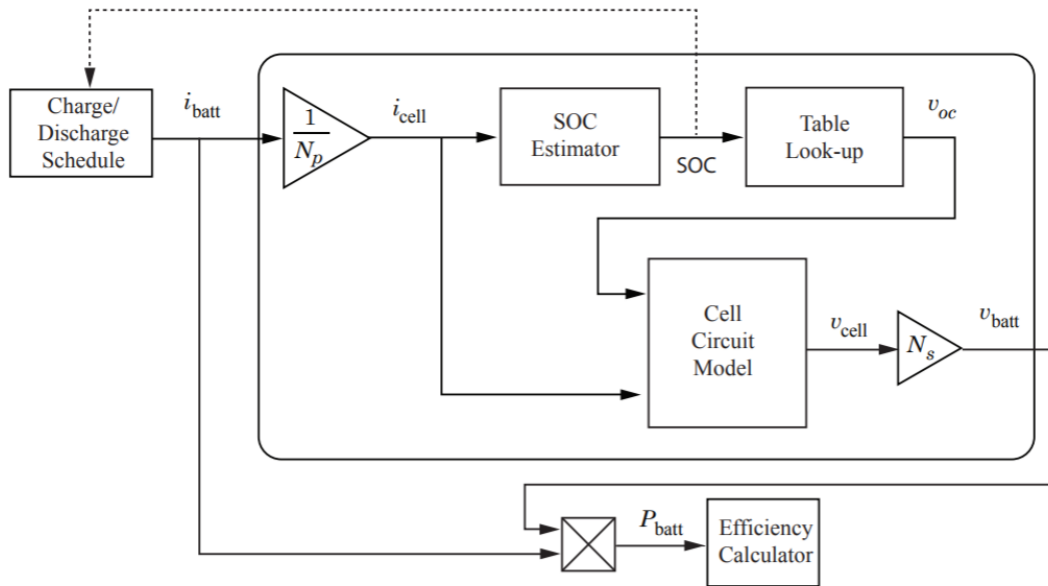 Charge/
Discharge
Schedule
i_batt
1
N_p
i_cell
SOC
Estimator
SOC
Table
Look-up
v_oc
Cell
Circuit
Model
v_cell
N_s
v_batt
P_batt
Efficiency
Calculator